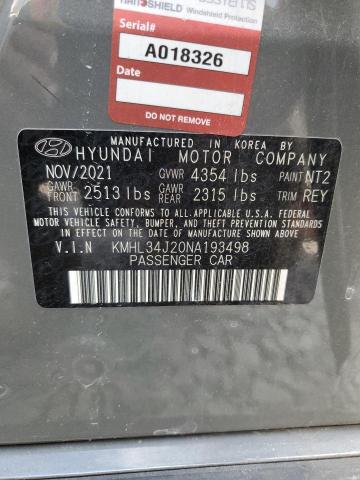 Windshield Protection
Serial#
A018326
Date
DO NOT REMOVE
MANUFACTURED IN KOREA BY
HYUNDAI MOTOR COMPANY
NOV/2021 GVWR 4354 lbs PAINT NT2
GAWR FRONT 2513 lbs GAWR REAR 2315 lbs TRIM REY
THIS VEHICLE CONFORMS TO ALL APPLICABLE U.S.A. FEDERAL
MOTOR VEHICLE SAFETY, BUMPER, AND THEFT PREVENTION
STANDARDS IN EFFECT ON THE DATE OF MANUFACTURE SHOWN ABOVE.
V.I.N KMHL34J20NA193498
PASSENGER CAR